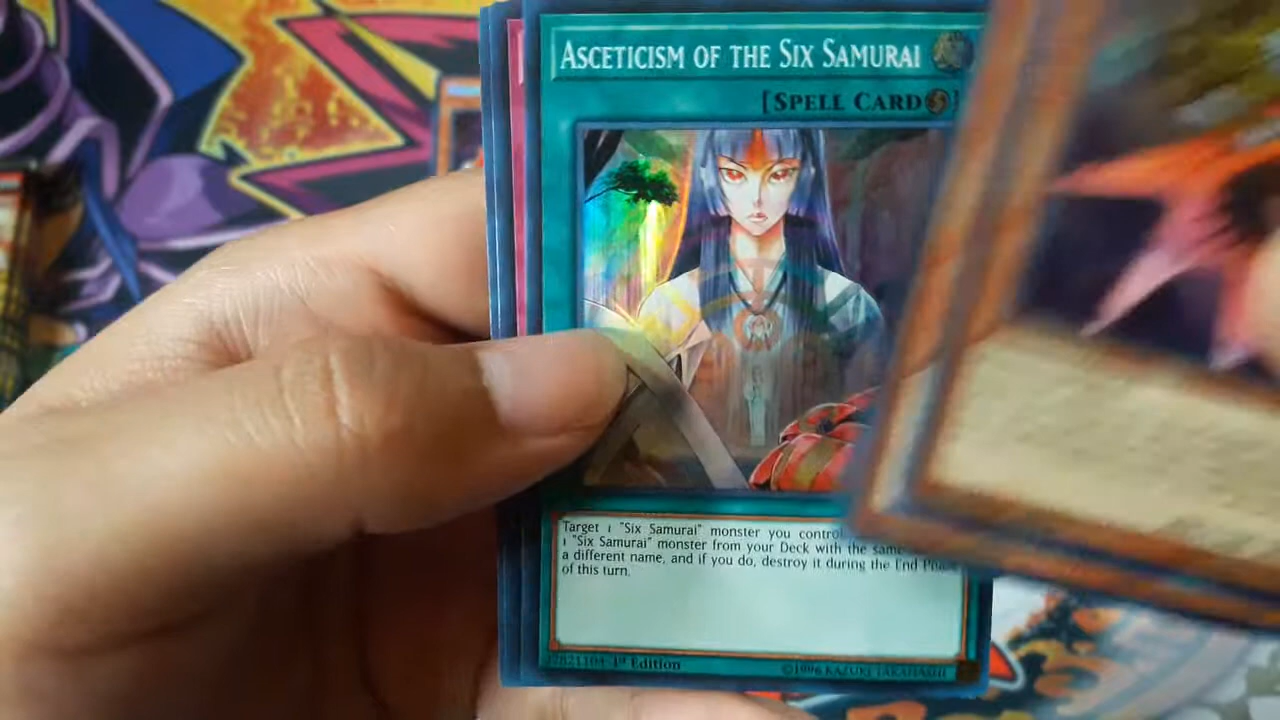 ASCETICISM OF THE SIX SAMURAI
[SPELL CARD]
Target 1 "Six Samurai" monster you control
1 "Six Samurai" monster from your Deck with the same
a different name, and if you do, destroy it during the End Phase
of this turn.
1st Edition
©1996 KAZUKI TAKAHASHI